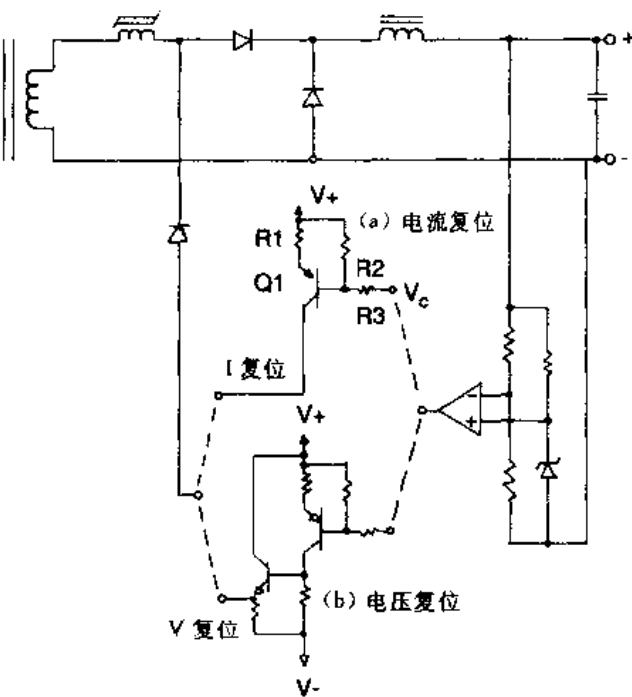 +
-
V+
(a) 电流复位
R1
R2
Q1
Vc
R3
I 复位
V+
-
+
(b) 电压复位
V 复位
V-